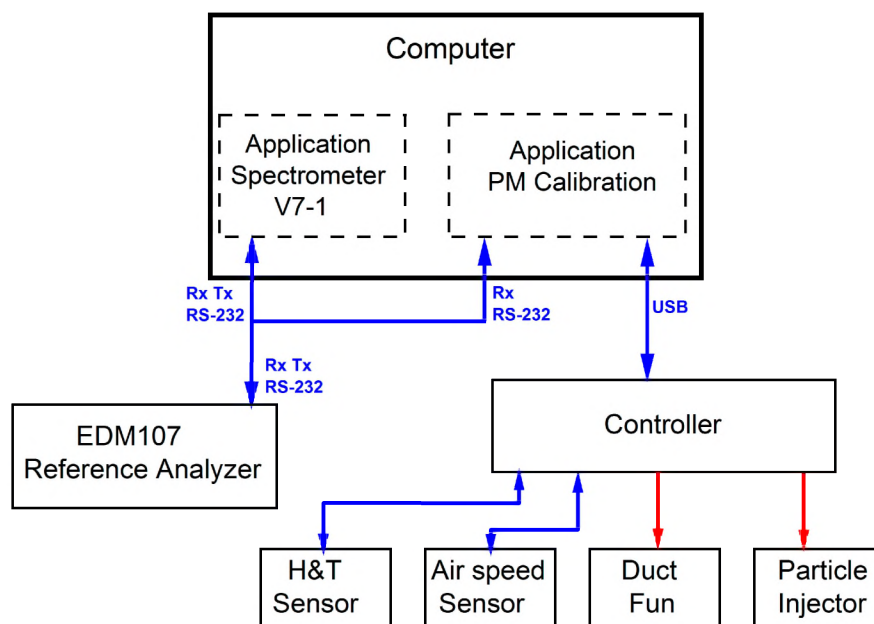 Computer
Application
Spectrometer
V7-1
Application
PM Calibration
Rx Tx
RS-232
Rx
RS-232
USB
Rx Tx
RS-232
EDM107
Reference Analyzer
Controller
H&T
Sensor
Air speed
Sensor
Duct
Fun
Particle
Injector